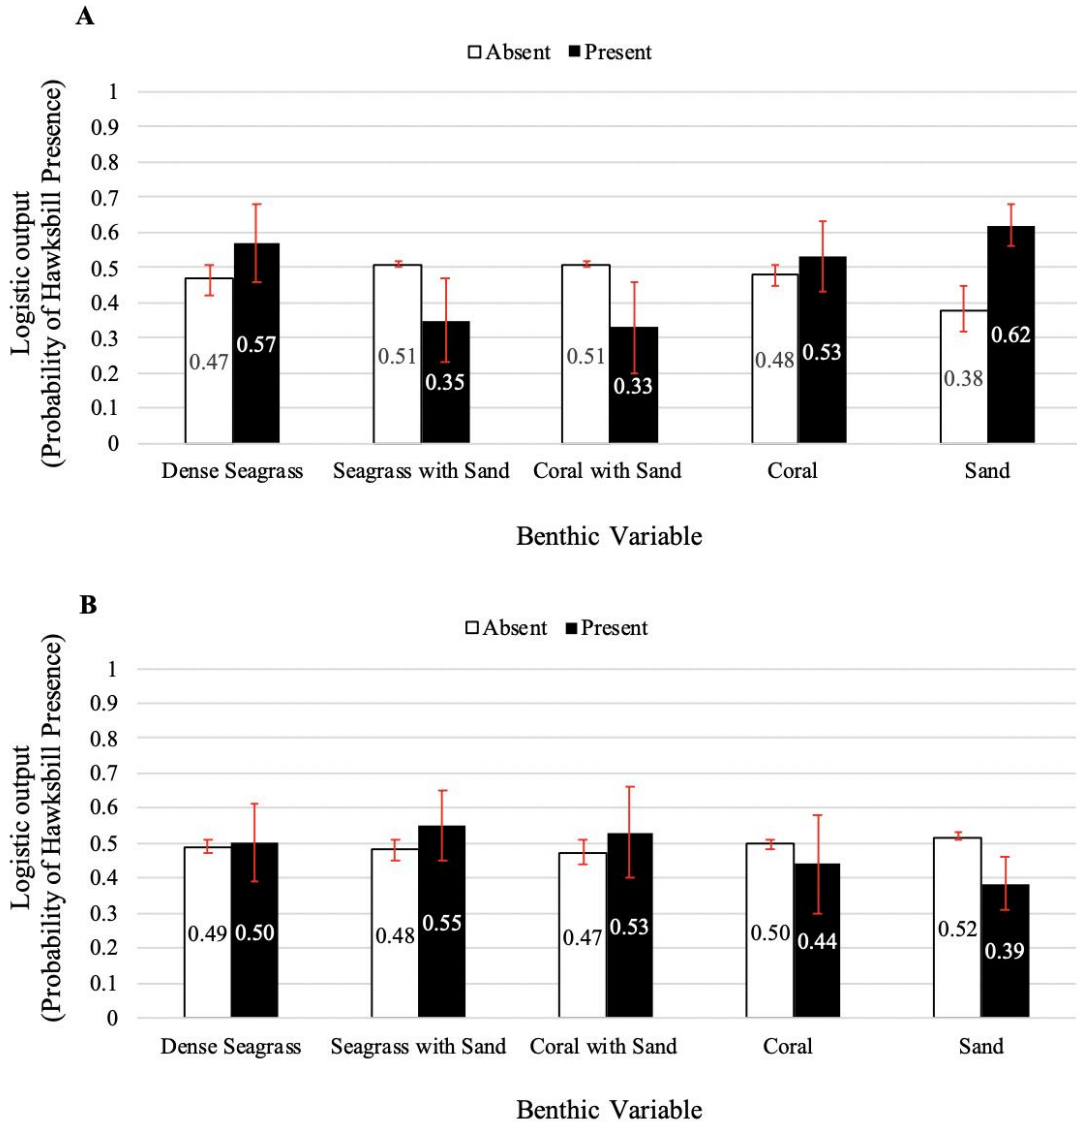 A
Absent Present
Logistic output
(Probability of Hawksbill Presence)
1
0.9
0.8
0.7
0.6
0.5
0.4
0.3
0.2
0.1
0
0.47 0.57 0.51 0.35 0.51 0.33 0.48 0.53 0.38 0.62
Dense Seagrass Seagrass with Sand Coral with Sand Coral Sand
Benthic Variable
B
Absent Present
Logistic output
(Probability of Hawksbill Presence)
1
0.9
0.8
0.7
0.6
0.5
0.4
0.3
0.2
0.1
0
0.49 0.50 0.48 0.55 0.47 0.53 0.50 0.44 0.52 0.39
Dense Seagrass Seagrass with Sand Coral with Sand Coral Sand
Benthic Variable